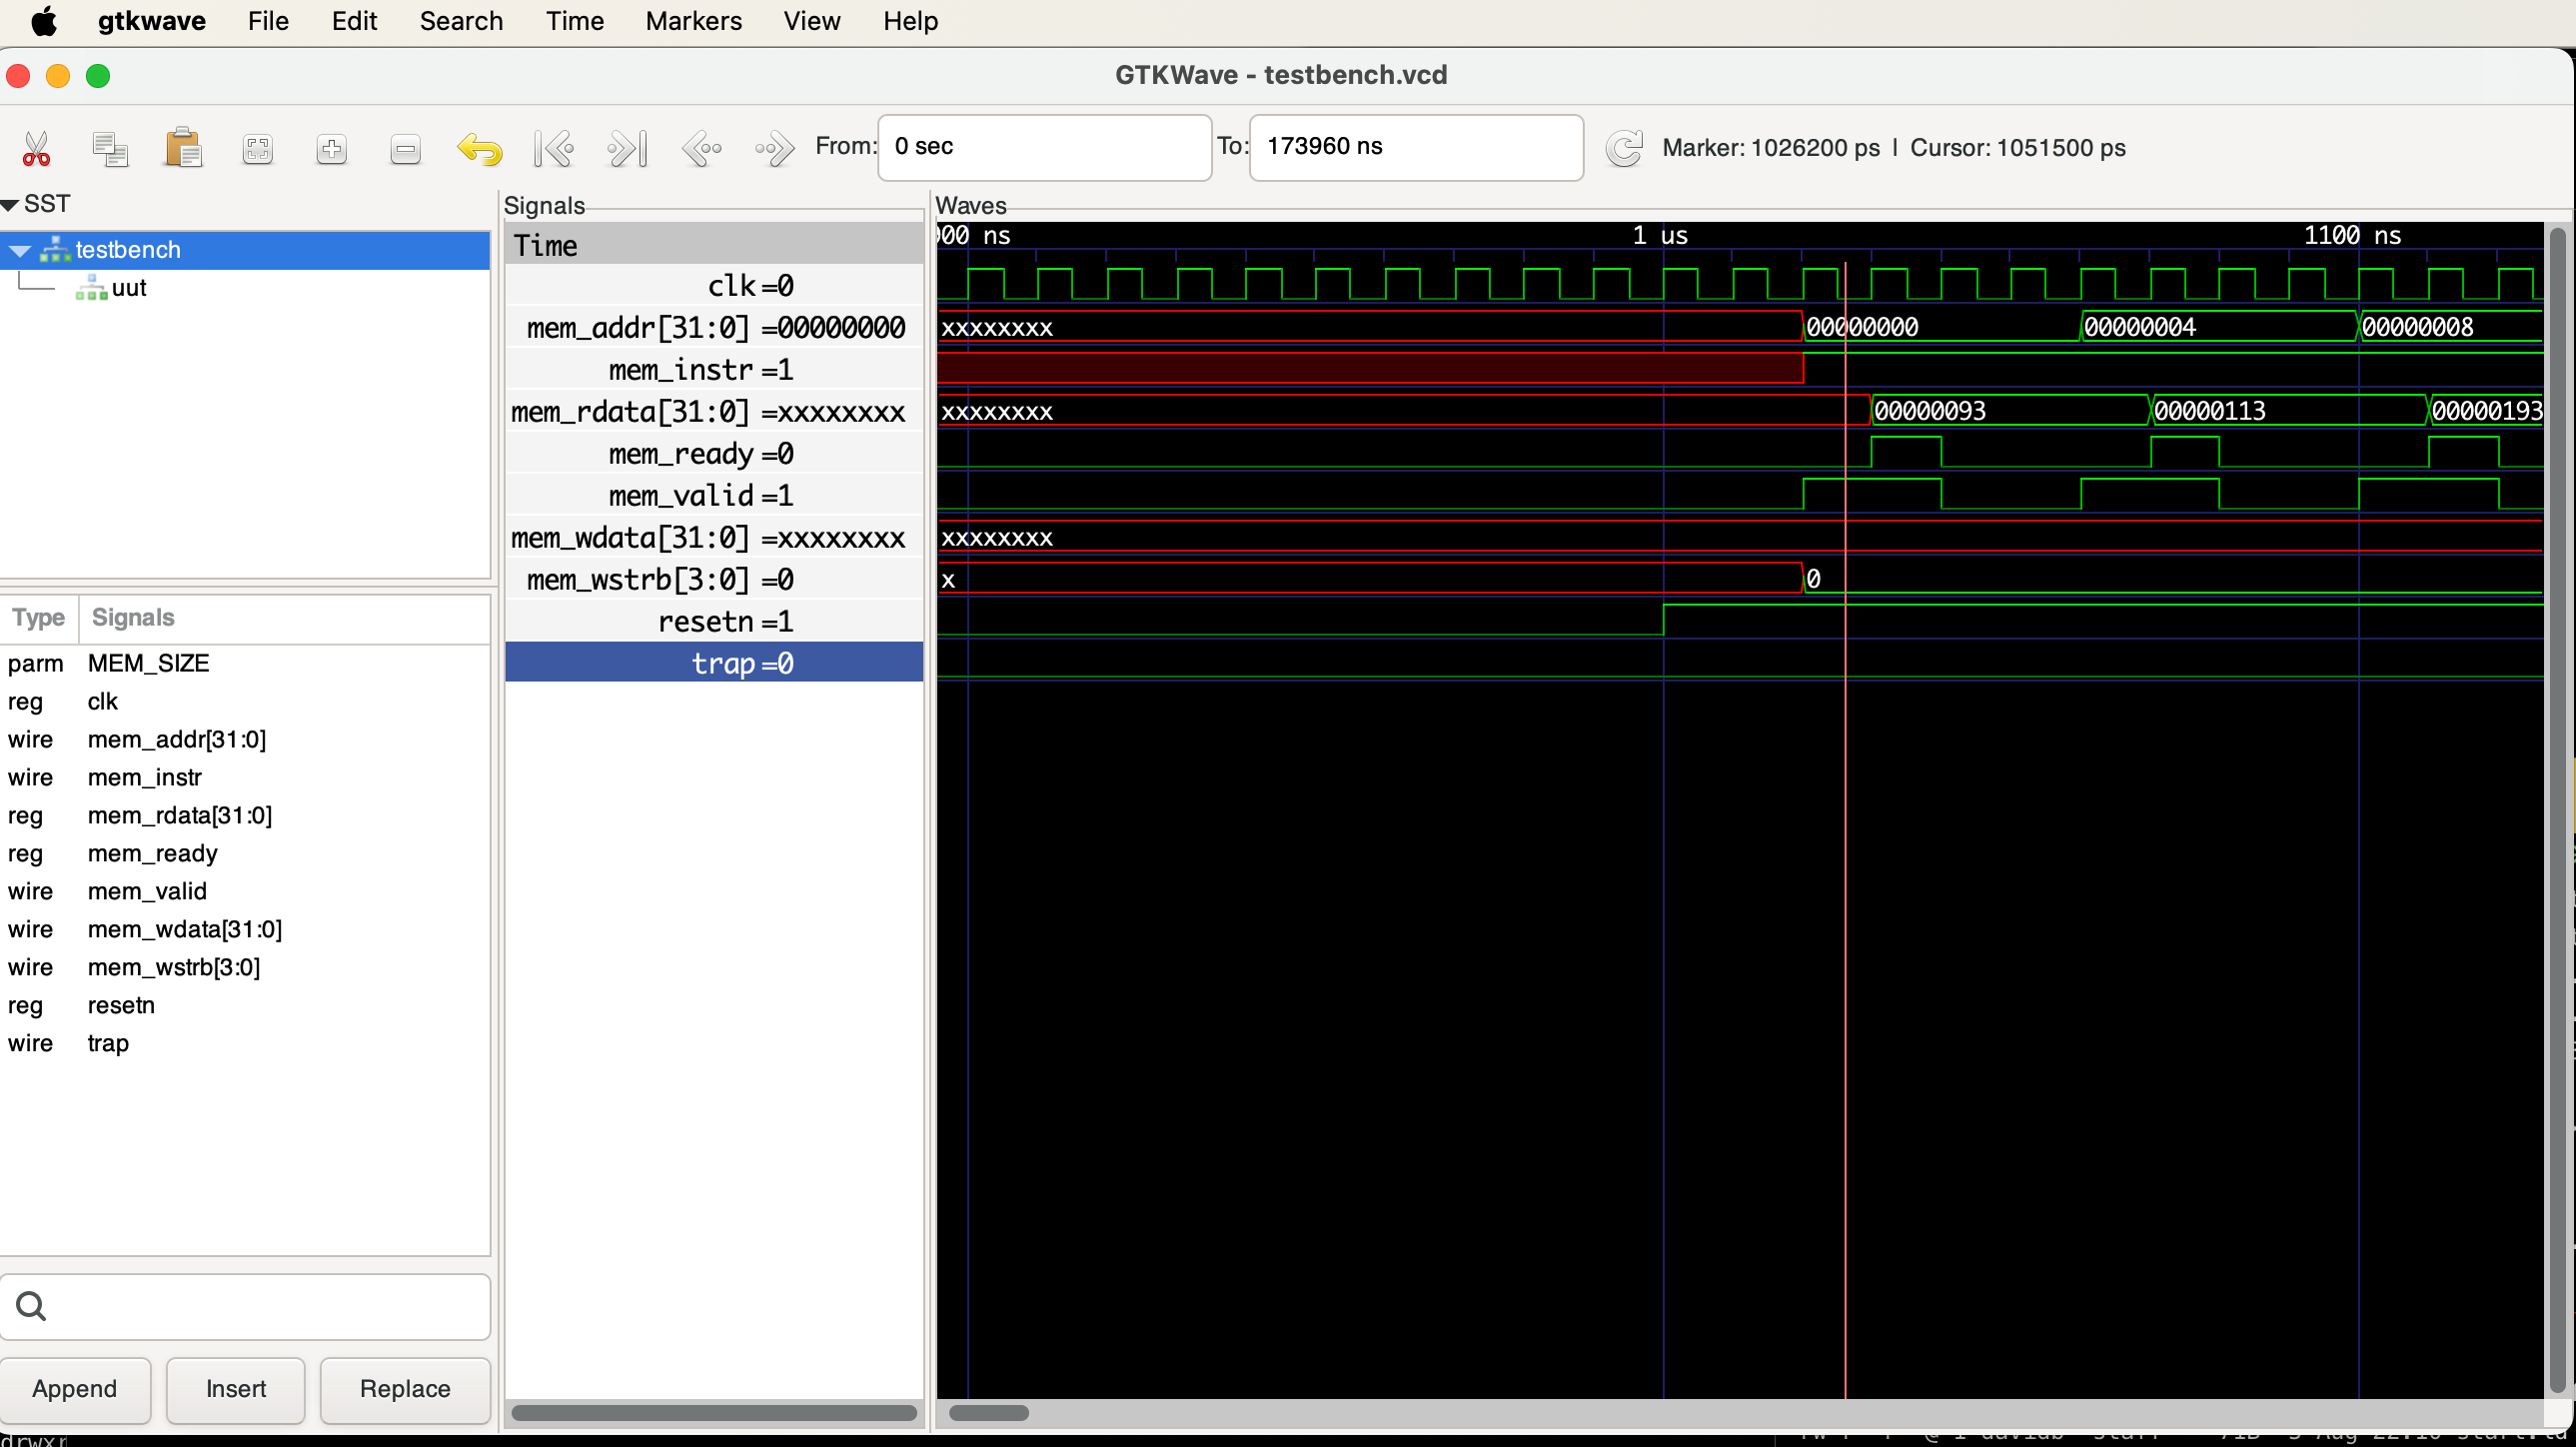 gtkwave File Edit Search Time Markers View Help
GTKWave - testbench.vcd
From: 0 sec To: 173960 ns Marker: 1026200 ps | Cursor: 1051500 ps
SST
testbench
uut
Type Signals
parm MEM_SIZE
reg clk
wire mem_addr[31:0]
wire mem_instr
reg mem_rdata[31:0]
reg mem_ready
wire mem_valid
wire mem_wdata[31:0]
wire mem_wstrb[3:0]
reg resetn
wire trap
Append Insert Replace
Signals
Time
clk=0
mem_addr[31:0] =00000000
mem_instr =1
mem_rdata[31:0] =xxxxxxxx
mem_ready =0
mem_valid =1
mem_wdata[31:0] =xxxxxxxx
mem_wstrb[3:0] =0
resetn =1
trap=0
Waves
00 ns 1 us 1100 ns
xxxxxxxx 00000000 00000004 00000008
xxxxxxxx 00000093 00000113 00000193
xxxxxxxx
x 0
drwxr